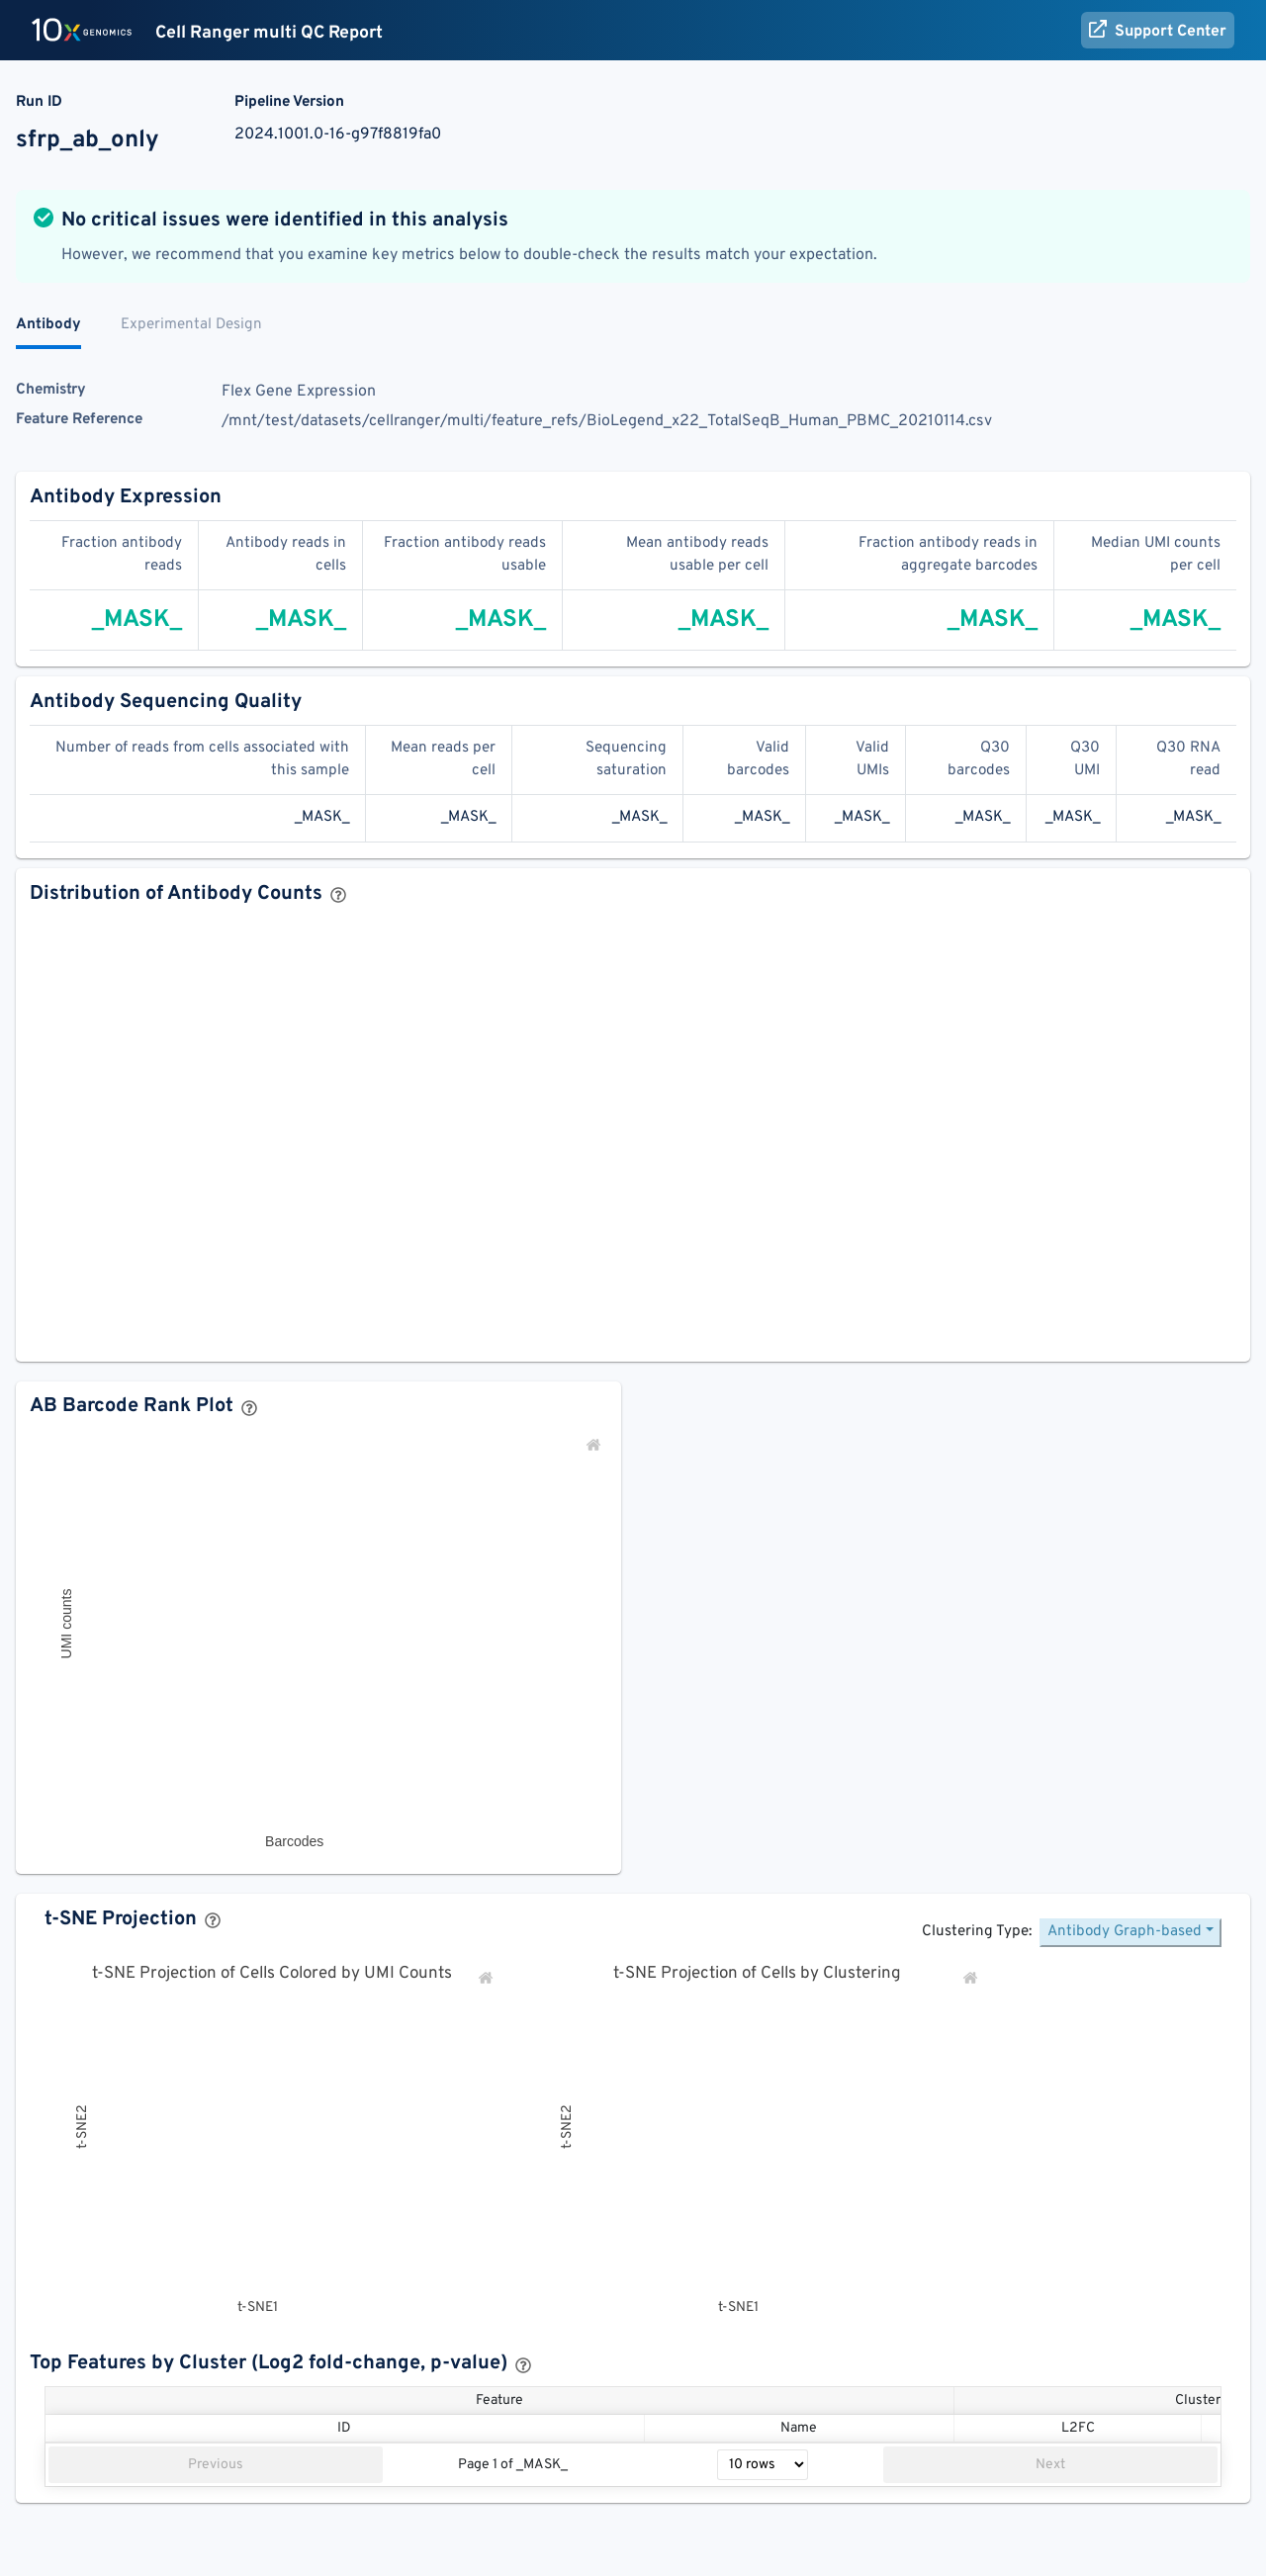 10x GENOMICS Cell Ranger multi QC Report Support Center
Run ID Pipeline Version
sfrp_ab_only 2024.1001.0-16-g97f8819fa0
No critical issues were identified in this analysis
However, we recommend that you examine key metrics below to double-check the results match your expectation.
Antibody Experimental Design
Chemistry Flex Gene Expression
Feature Reference /mnt/test/datasets/cellranger/multi/feature_refs/BioLegend_x22_TotalSeqB_Human_PBMC_20210114.csv
Antibody Expression
Fraction antibody Antibody reads in Fraction antibody reads Mean antibody reads Fraction antibody reads in Median UMI counts
reads cells usable usable per cell aggregate barcodes per cell
_MASK_ _MASK_ _MASK_ _MASK_ _MASK_ _MASK_
Antibody Sequencing Quality
Number of reads from cells associated with Mean reads per Sequencing Valid Valid Q30 Q30 Q30 RNA
this sample cell saturation barcodes UMIs barcodes UMI read
_MASK_ _MASK_ _MASK_ _MASK_ _MASK_ _MASK_ _MASK_ _MASK_
Distribution of Antibody Counts
AB Barcode Rank Plot
UMI counts
Barcodes
t-SNE Projection
Clustering Type: Antibody Graph-based
t-SNE Projection of Cells Colored by UMI Counts t-SNE Projection of Cells by Clustering
t-SNE2 t-SNE2
t-SNE1 t-SNE1
Top Features by Cluster (Log2 fold-change, p-value)
Feature Cluster
ID Name L2FC
Previous Page 1 of _MASK_ 10 rows Next